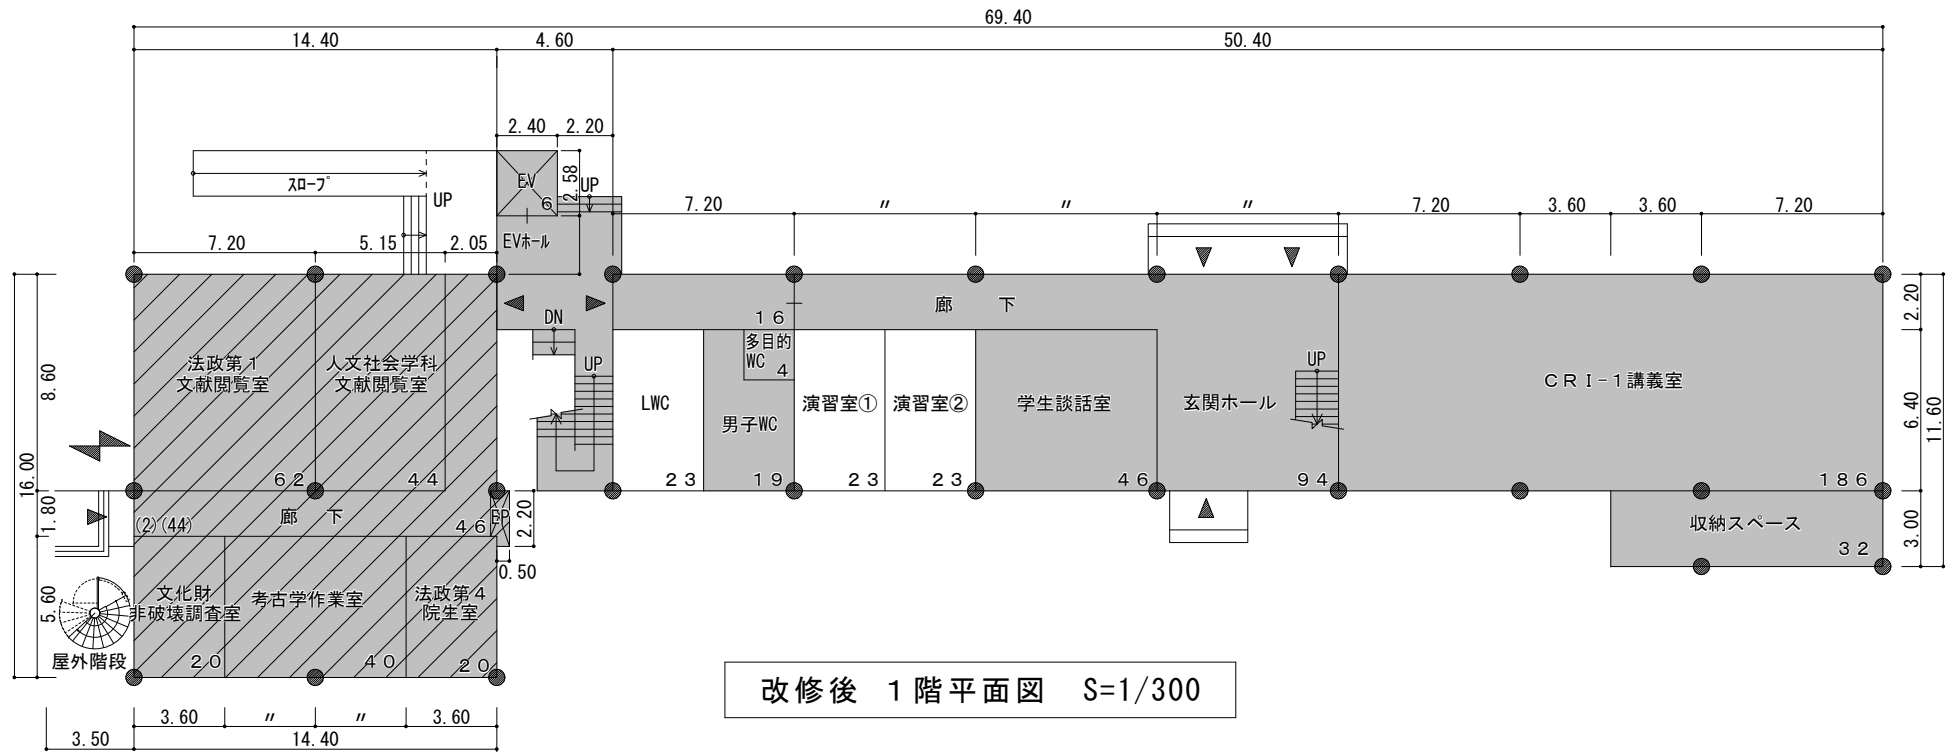 69.40
14.40 4.60 50.40
2.40 2.20
EV
6
2.58
UP
スロープ
UP
7.20 〃 〃 〃 7.20 3.60 3.60 7.20
7.20 5.15 2.05
EVホール
廊 下
16
DN
UP
多目的
WC
4
法政第1
文献閲覧室
62
人文社会学科
文献閲覧室
44
LWC
23
男子WC
19
演習室①
23
演習室②
23
学生談話室
46
玄関ホール
94
UP
CRI-1講義室
186
収納スペース
32
2.20
6.40
3.00
11.60
8.60
16.00
1.80
5.60
(2)(44)
廊 下
46
EP
2.20
0.50
文化財
非破壊調査室
20
考古学作業室
40
法政第4
院生室
20
屋外階段
3.60 〃 〃 3.60
3.50 14.40
改修後 1階平面図 S=1/300